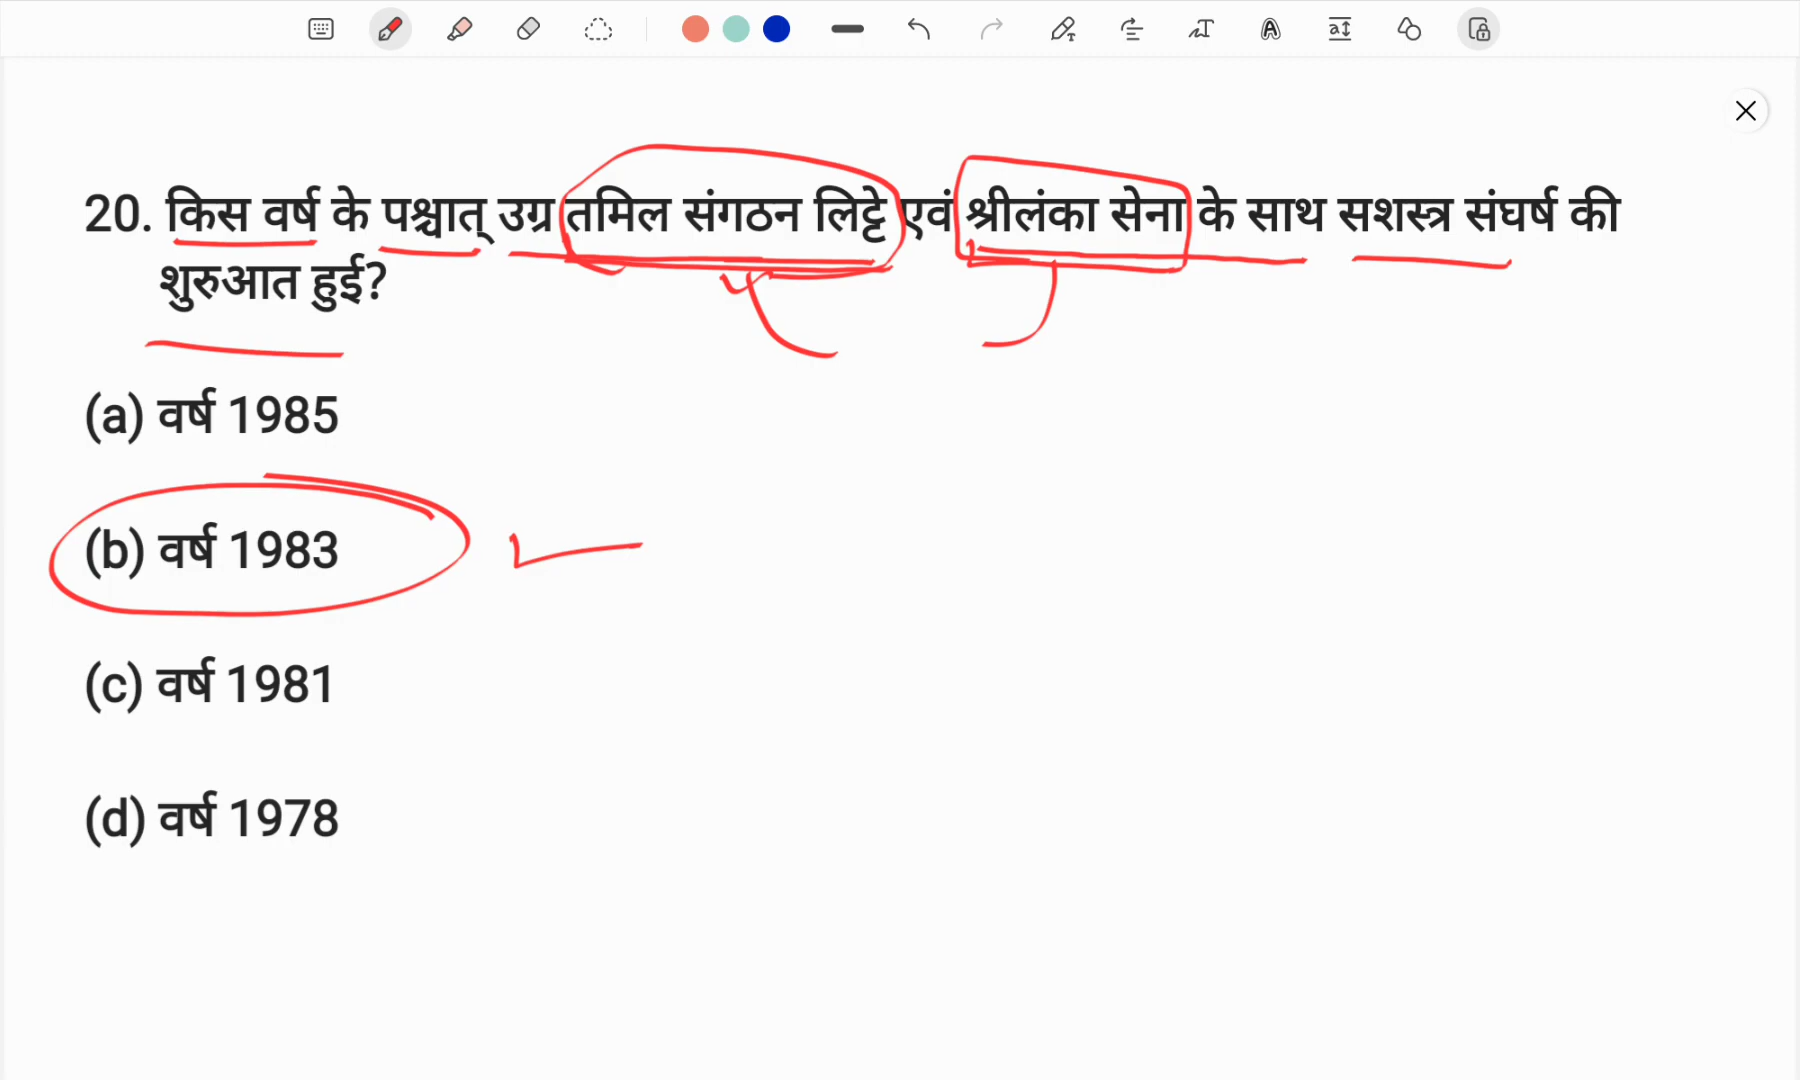 20. किस वर्ष के पश्चात् उग्र तमिल संगठन लिट्टे एवं श्रीलंका सेना के साथ सशस्त्र संघर्ष की
शुरुआत हुई?
(a) वर्ष 1985
(b) वर्ष 1983
(c) वर्ष 1981
(d) वर्ष 1978